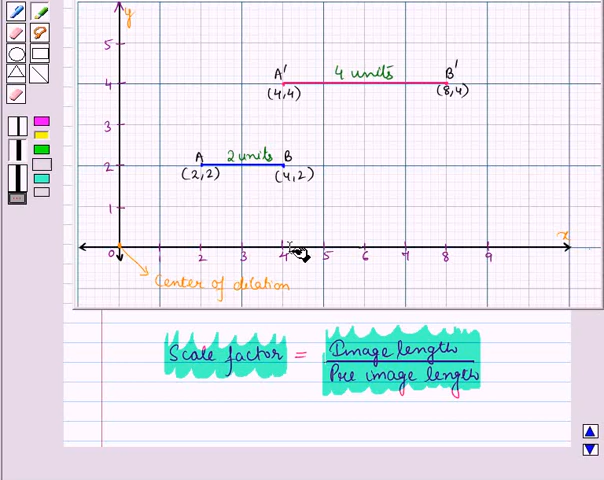 y
5
A' 4 units B'
4
(4,4) (8,4)
3
A 2 units B
2
(2,2) (4,2)
1
x
0 1 2 3 4 5 6 7 8 9
Center of dilation
Scale factor = Image length
Pre image length